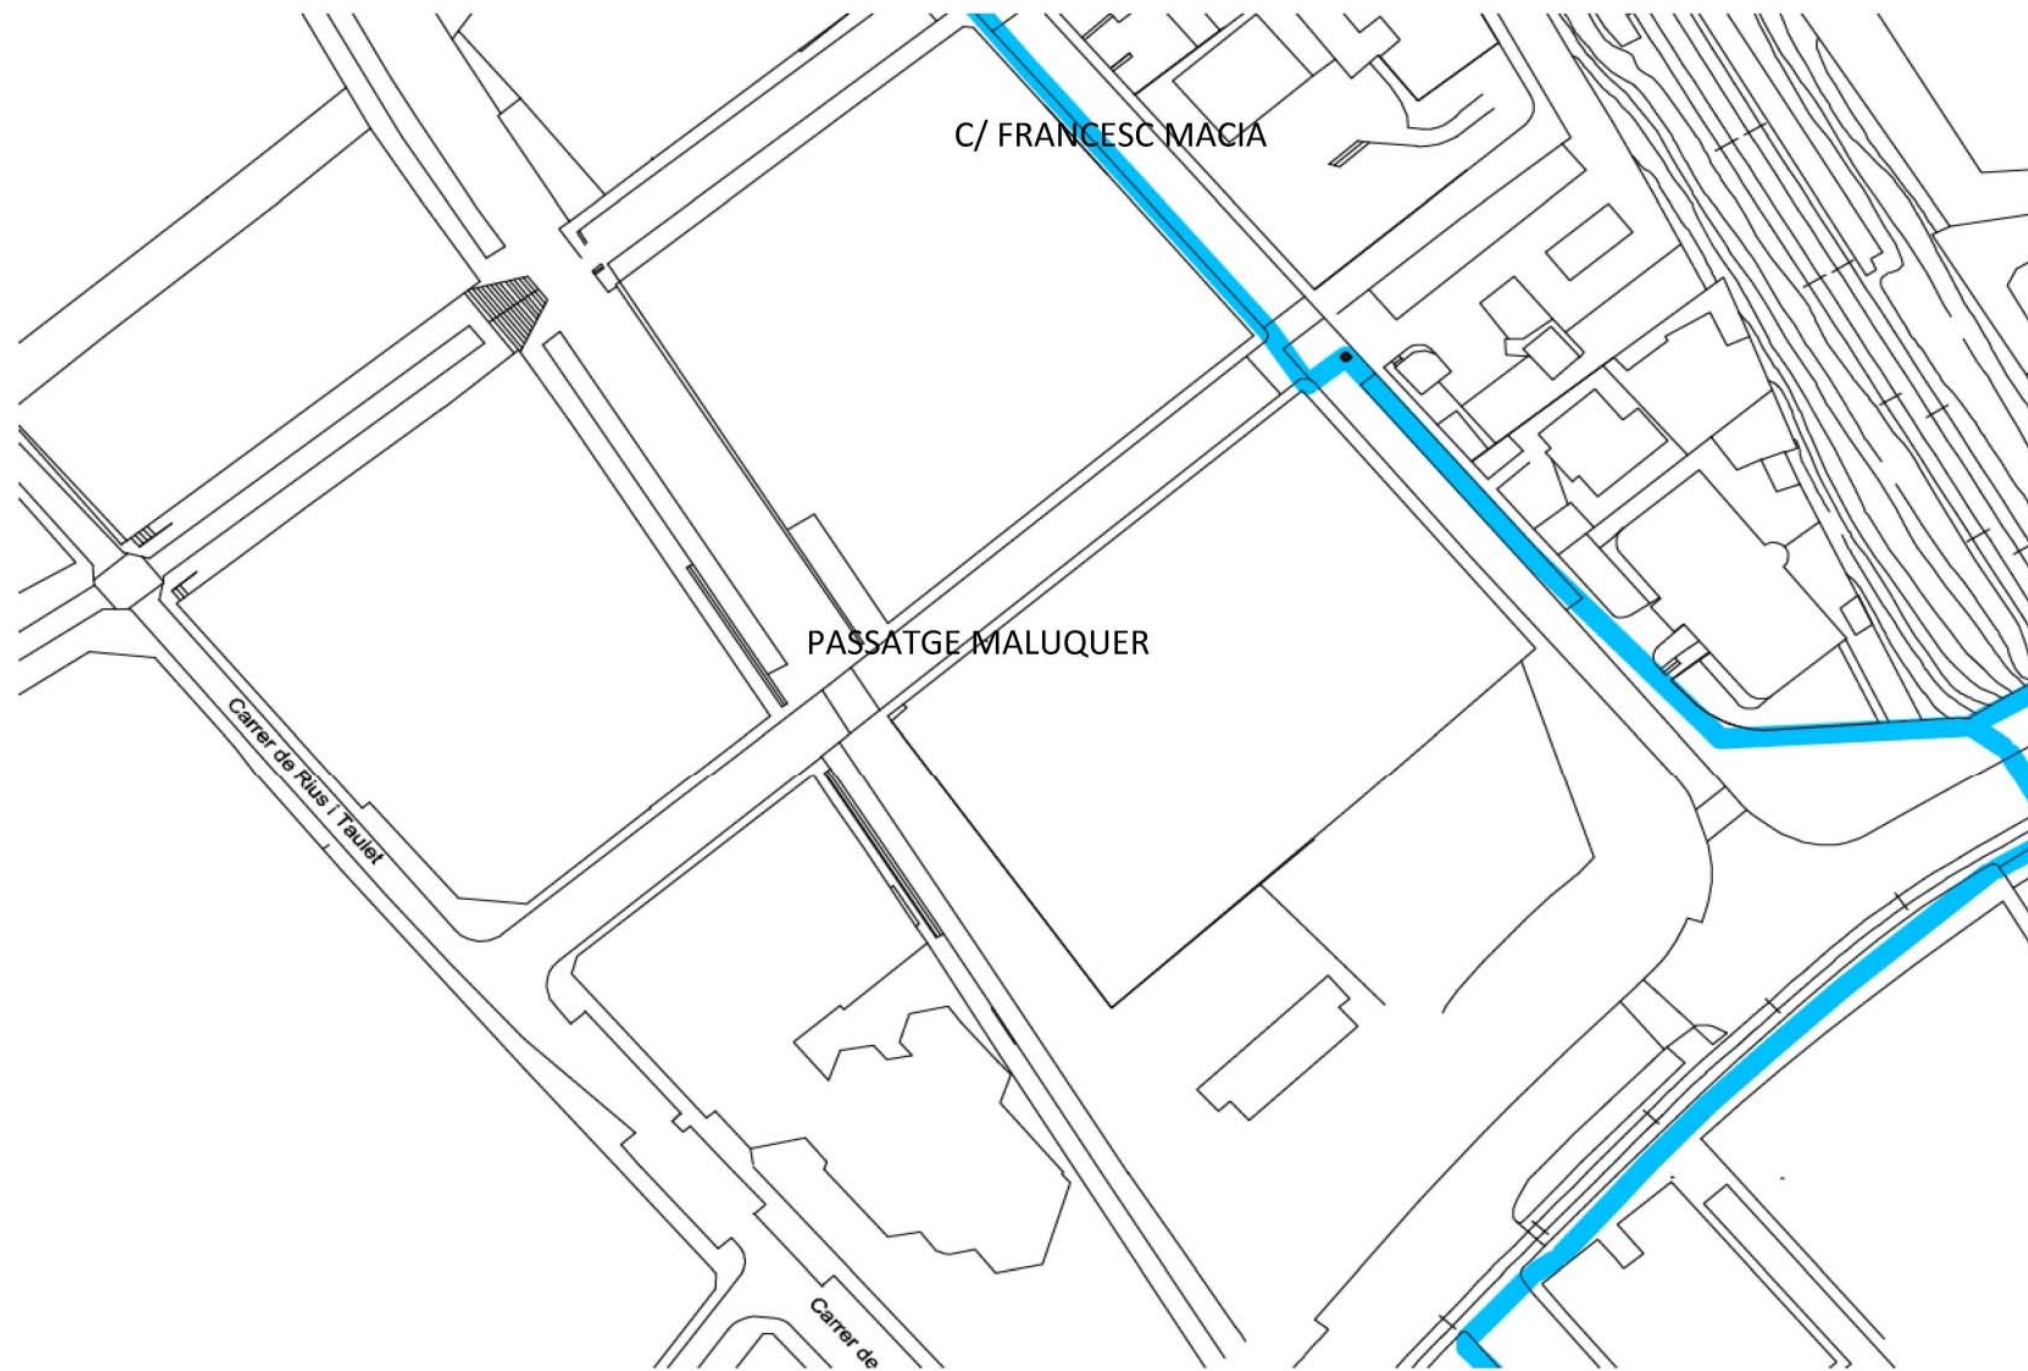 C/ FRANCESC MACIA
PASSATGE MALUQUER
Carrer de Rius i Taulet
Carrer de